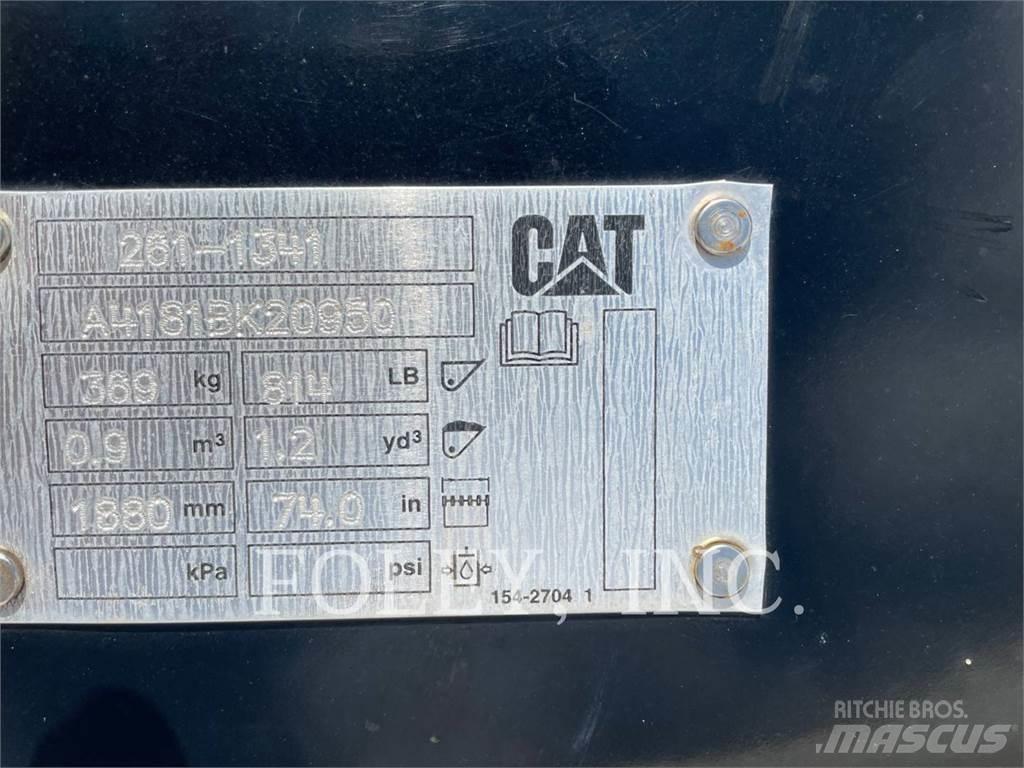 261-1341
CAT
A4181BK20950
369 kg 814 LB
0.9 m³ 1.2 yd³
1880 mm 74.0 in
kPa psi
154-2704 1
FOLEY, INC.
RITCHIE BROS.
MASCUS